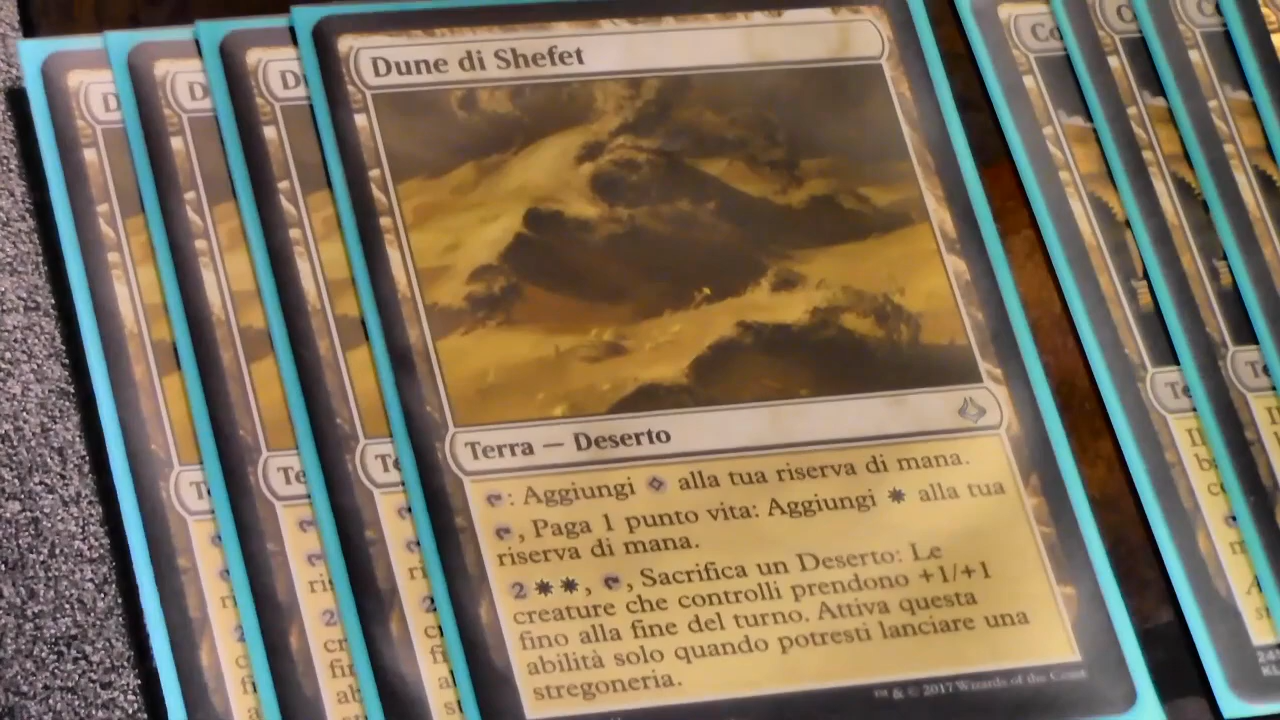 Dune di Shefet
Terra — Deserto
: Aggiungi alla tua riserva di mana.
, Paga 1 punto vita: Aggiungi alla tua
riserva di mana.
2 , , Sacrifica un Deserto: Le
creature che controlli prendono +1/+1
fino alla fine del turno. Attiva questa
abilità solo quando potresti lanciare una
stregoneria.
™ & © 2017 Wizards of the Coast